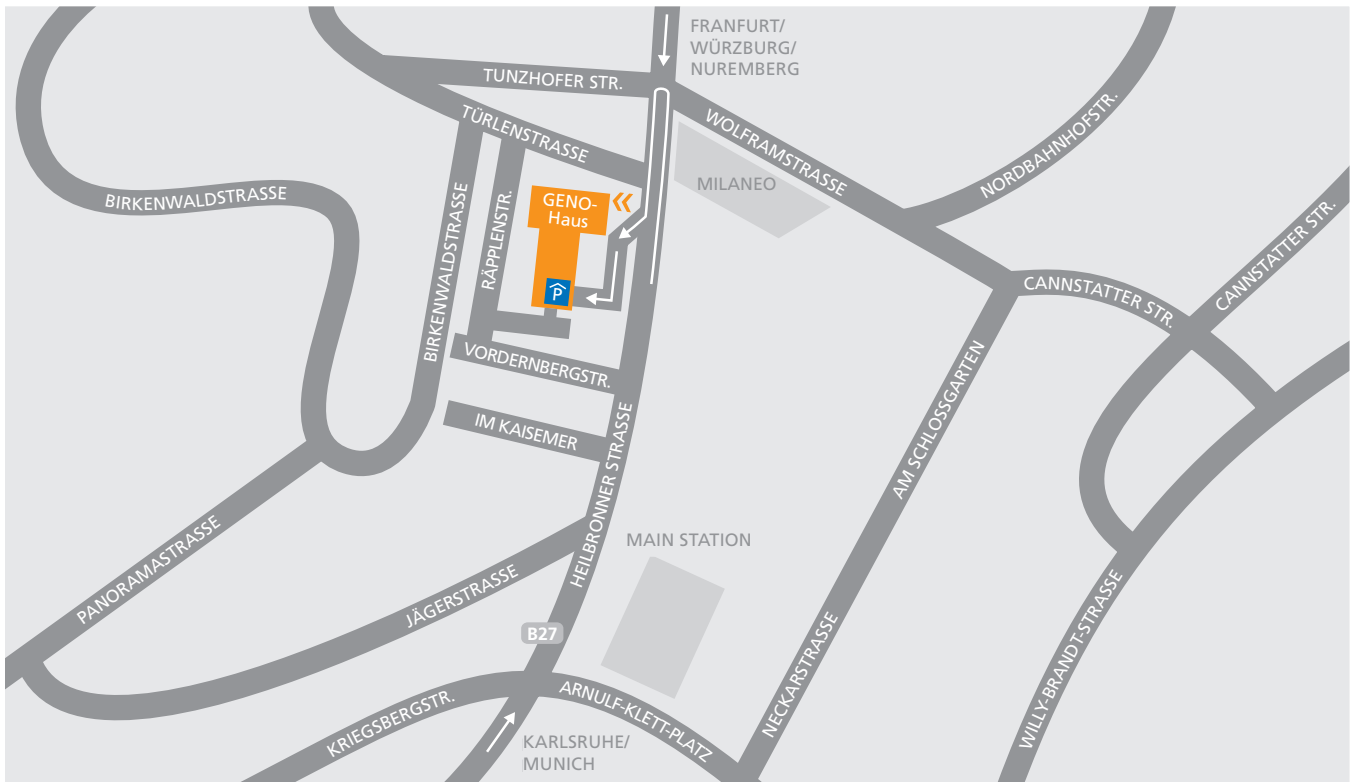 FRANFURT/
WÜRZBURG/
NUREMBERG
TUNZHOFER STR.
TÜRLENSTRASSE
WOLFRAMSTRASSE
NORDBAHNHOFSTR.
MILANEO
BIRKENWALDSTRASSE
BIRKENWALDSTRASSE
RÄPPLENSTR.
GENO-
Haus
P
CANNSTATTER STR.
CANNSTATTER STR.
VORDERNBERGSTR.
IM KAISEMER
HEILBRONNER STRASSE
AM SCHLOSSGARTEN
MAIN STATION
PANORAMASTRASSE
JÄGERSTRASSE
B27
NECKARSTRASSE
WILLY-BRANDT-STRASSE
KRIEGSBERGSTR.
ARNULF-KLETT-PLATZ
KARLSRUHE/
MUNICH